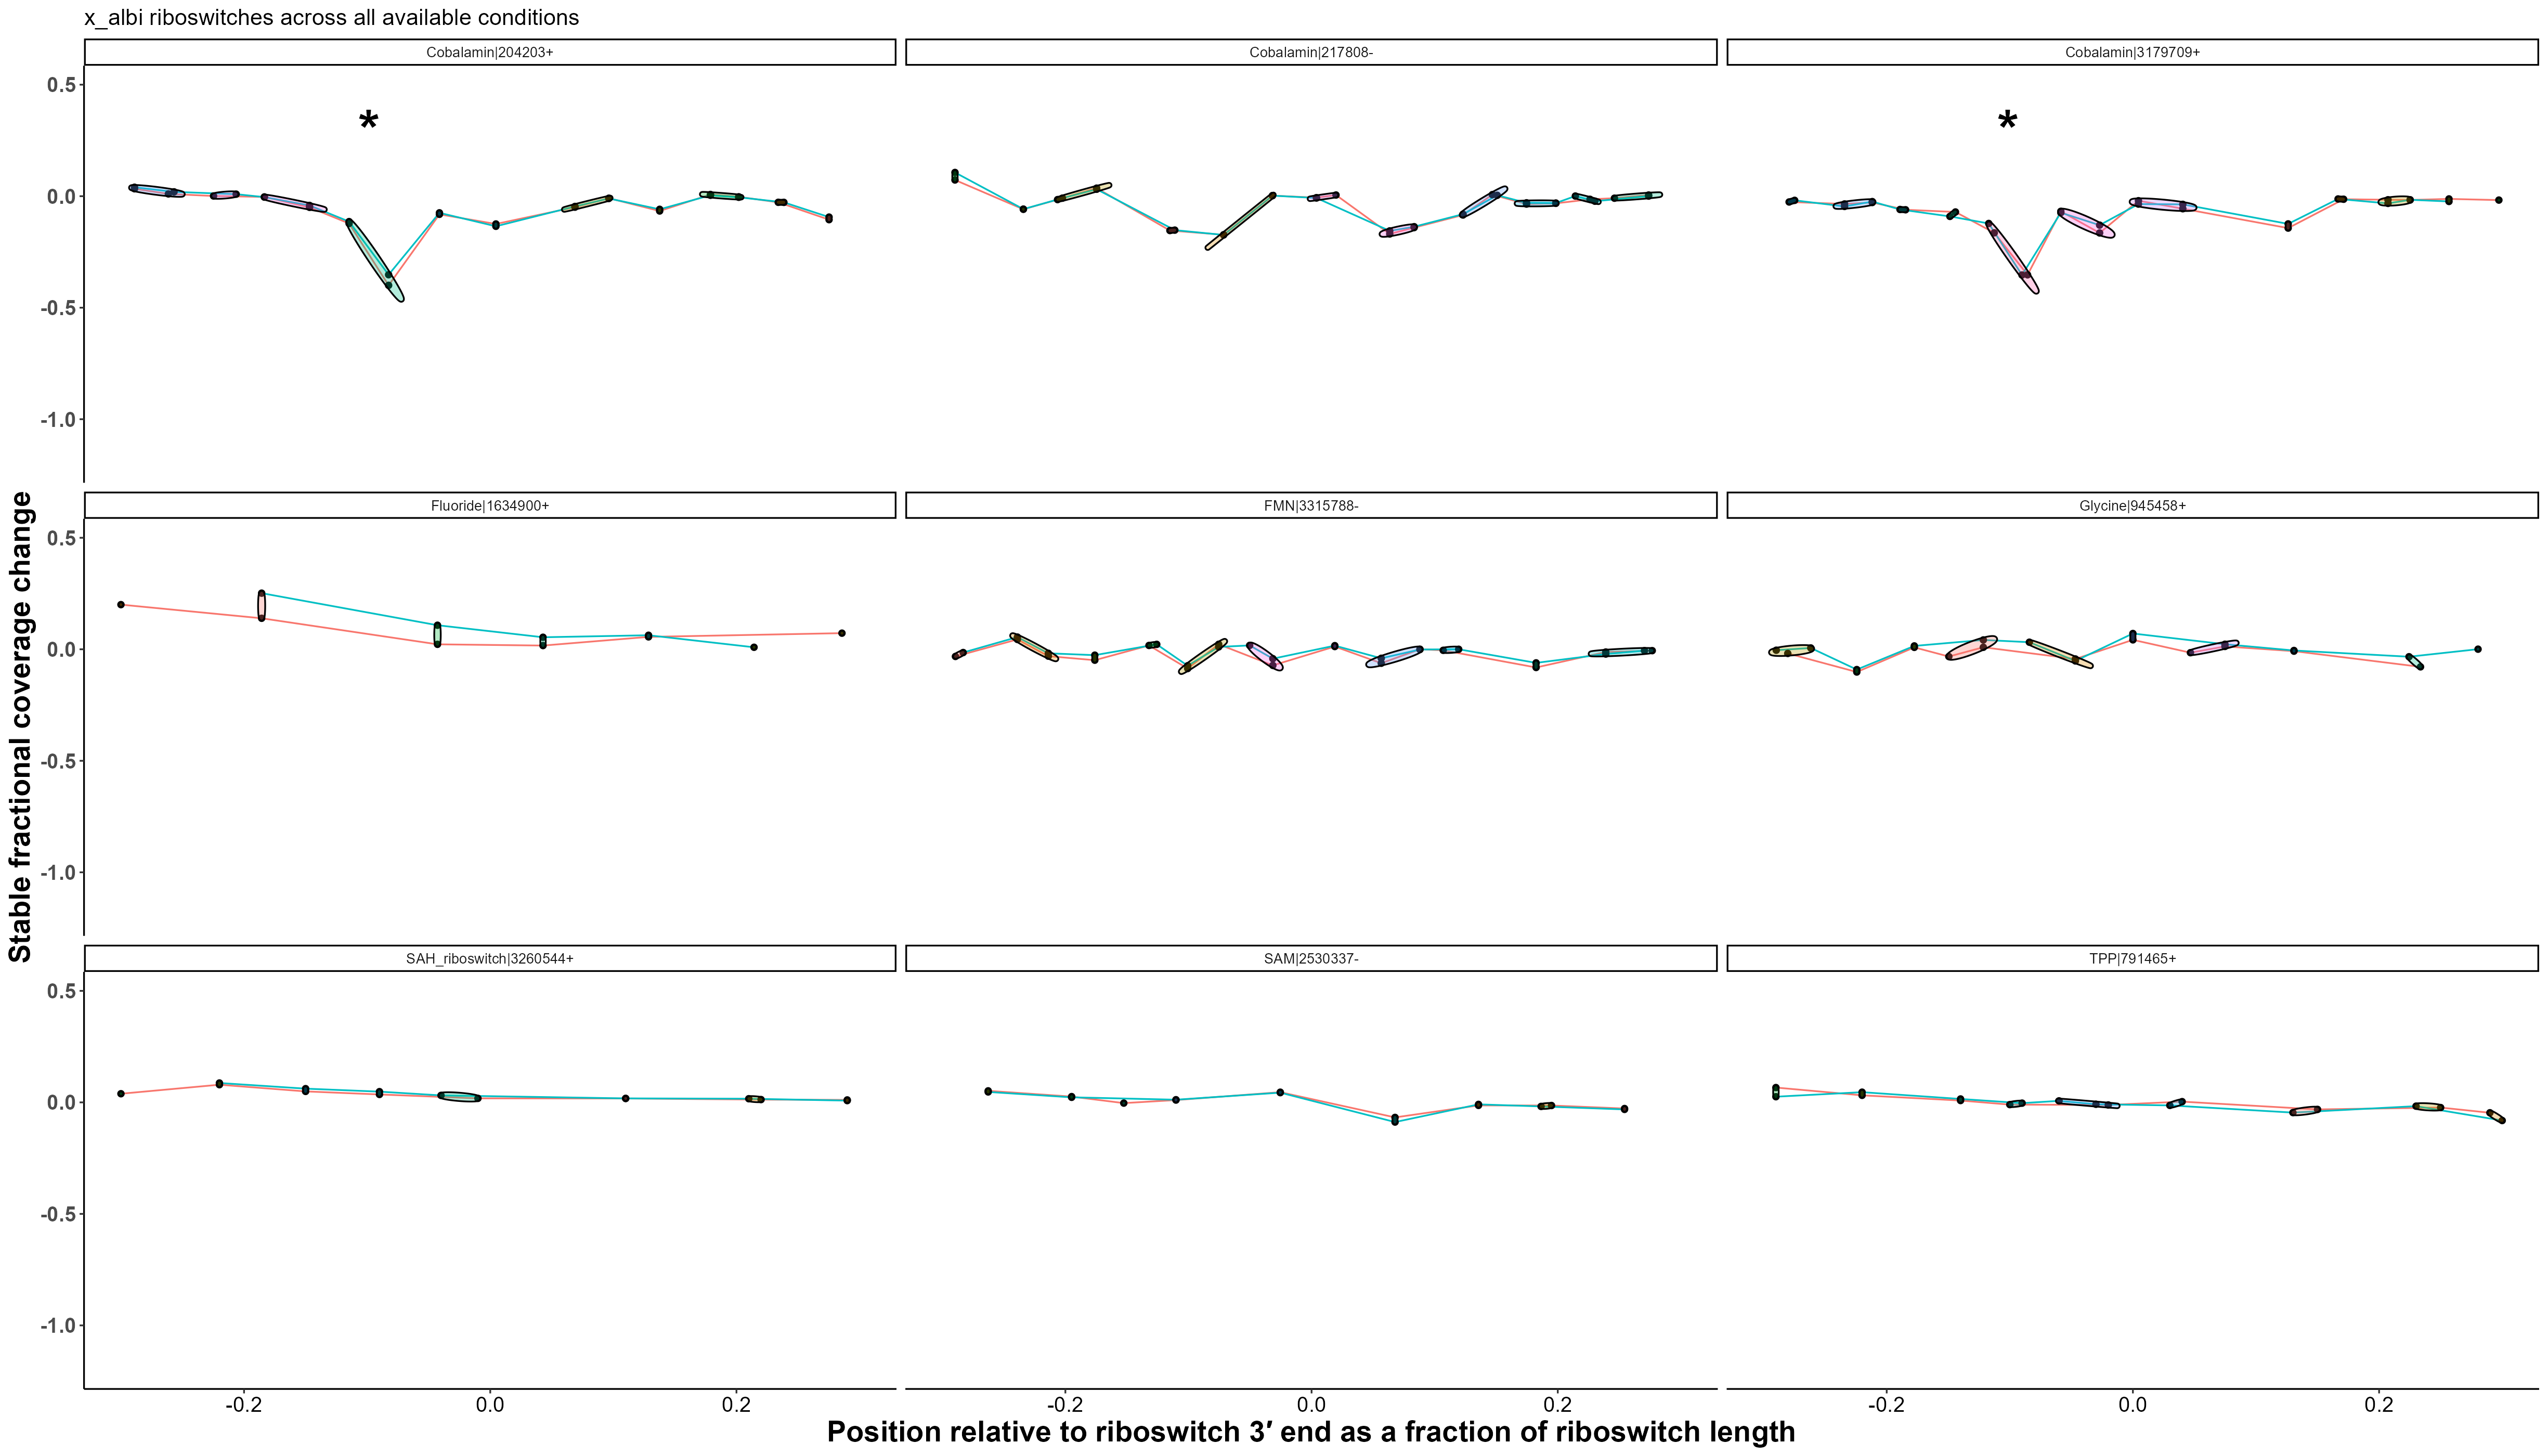 x_albi riboswitches across all available conditions
Cobalamin|204203+
Cobalamin|217808-
Cobalamin|3179709+
0.5
0.0
-0.5
-1.0
*
*
Fluoride|1634900+
FMN|3315788-
Glycine|945458+
0.5
0.0
-0.5
-1.0
SAH_riboswitch|3260544+
SAM|2530337-
TPP|791465+
0.5
0.0
-0.5
-1.0
-0.2 0.0 0.2
-0.2 0.0 0.2
-0.2 0.0 0.2
Position relative to riboswitch 3′ end as a fraction of riboswitch length
Stable fractional coverage change